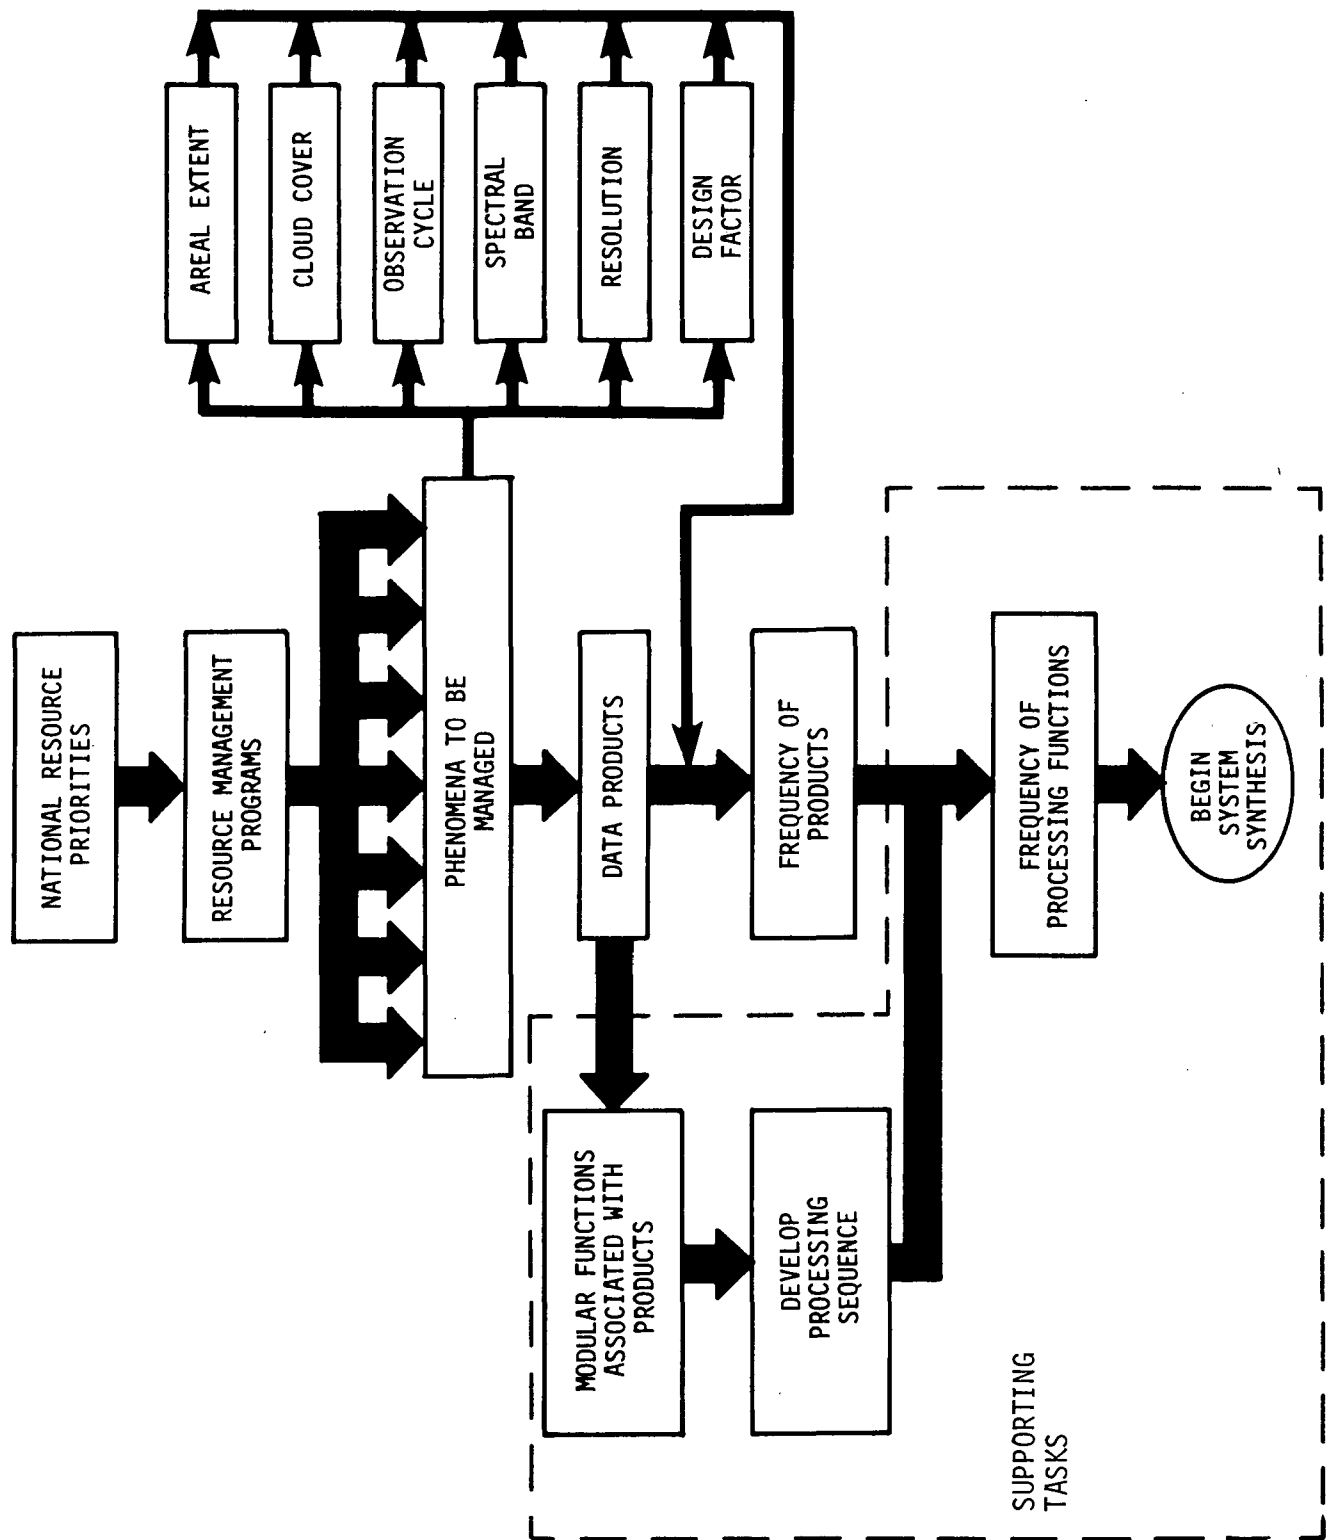 NATIONAL RESOURCE
PRIORITIES
RESOURCE MANAGEMENT
PROGRAMS
PHENOMENA TO BE
MANAGED
AREAL EXTENT
CLOUD COVER
OBSERVATION
CYCLE
SPECTRAL
BAND
RESOLUTION
DESIGN
FACTOR
DATA PRODUCTS
FREQUENCY OF
PRODUCTS
MODULAR FUNCTIONS
ASSOCIATED WITH
PRODUCTS
DEVELOP
PROCESSING
SEQUENCE
FREQUENCY OF
PROCESSING FUNCTIONS
BEGIN
SYSTEM
SYNTHESIS
SUPPORTING
TASKS